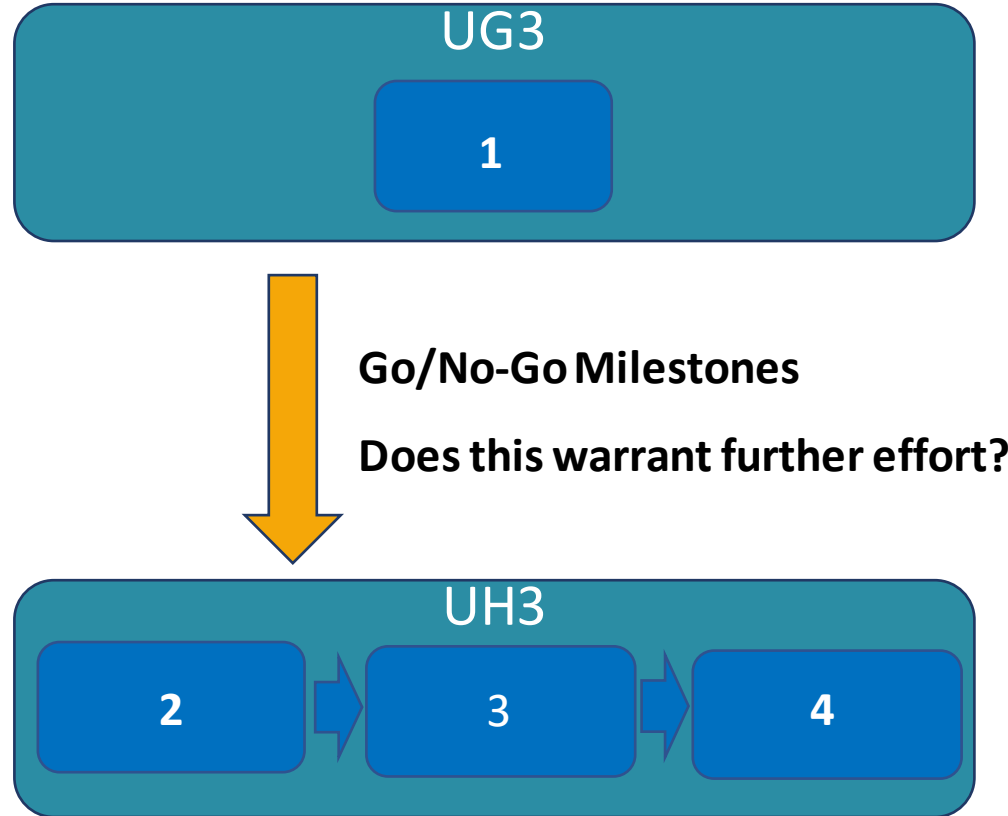 UG3
1
Go/No-Go Milestones
Does this warrant further effort?
UH3
2 3 4